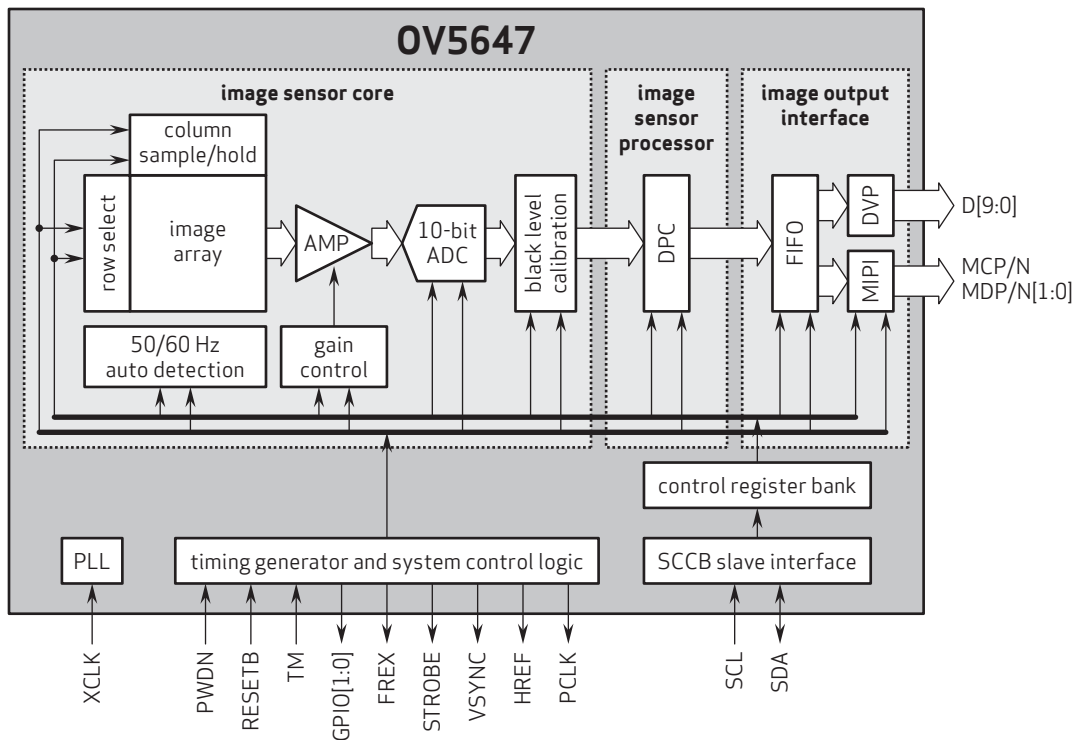 OV5647
image sensor core
image
sensor
processor
image output
interface
column
sample/hold
row select
image
array
AMP
10-bit
ADC
black level
calibration
DPC
FIFO
DVP
MIPI
D[9:0]
MCP/N
MDP/N[1:0]
50/60 Hz
auto detection
gain
control
control register bank
PLL
timing generator and system control logic
SCCB slave interface
XCLK
PWDN
RESETB
TM
GPIO[1:0]
FREX
STROBE
VSYNC
HREF
PCLK
SCL
SDA